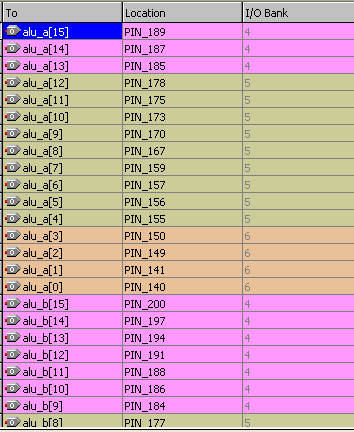 To Location I/O Bank
alu_a[15] PIN_189 4
alu_a[14] PIN_187 4
alu_a[13] PIN_185 4
alu_a[12] PIN_178 5
alu_a[11] PIN_175 5
alu_a[10] PIN_173 5
alu_a[9] PIN_170 5
alu_a[8] PIN_167 5
alu_a[7] PIN_159 5
alu_a[6] PIN_157 5
alu_a[5] PIN_156 5
alu_a[4] PIN_155 5
alu_a[3] PIN_150 6
alu_a[2] PIN_149 6
alu_a[1] PIN_141 6
alu_a[0] PIN_140 6
alu_b[15] PIN_200 4
alu_b[14] PIN_197 4
alu_b[13] PIN_194 4
alu_b[12] PIN_191 4
alu_b[11] PIN_188 4
alu_b[10] PIN_186 4
alu_b[9] PIN_184 4
alu_b[8] PIN_177 5